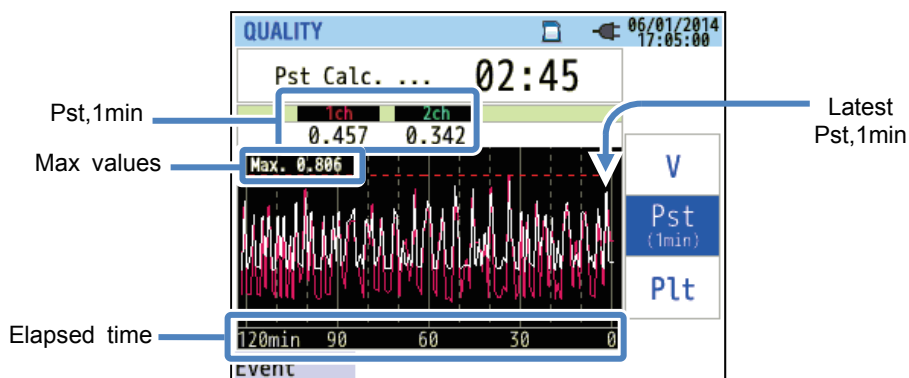 QUALITY
06/01/2014
17:05:00
Pst Calc. ... 02:45
Pst,1min
1ch 2ch
0.457 0.342
Latest
Pst,1min
Max values
Max. 0.806
V
Pst
(1min)
Plt
Elapsed time
120min 90 60 30 0
Event